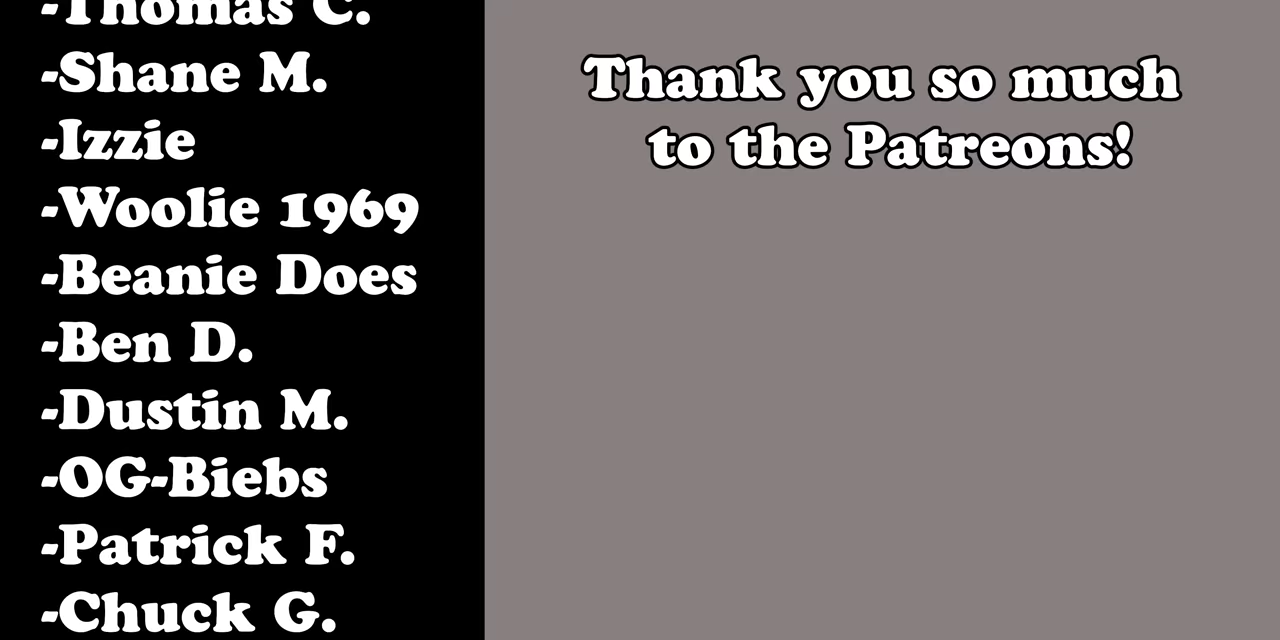 -Thomas C.
-Shane M.
-Izzie
-Woolie 1969
-Beanie Does
-Ben D.
-Dustin M.
-OG-Biebs
-Patrick F.
-Chuck G.
Thank you so much
to the Patreons!